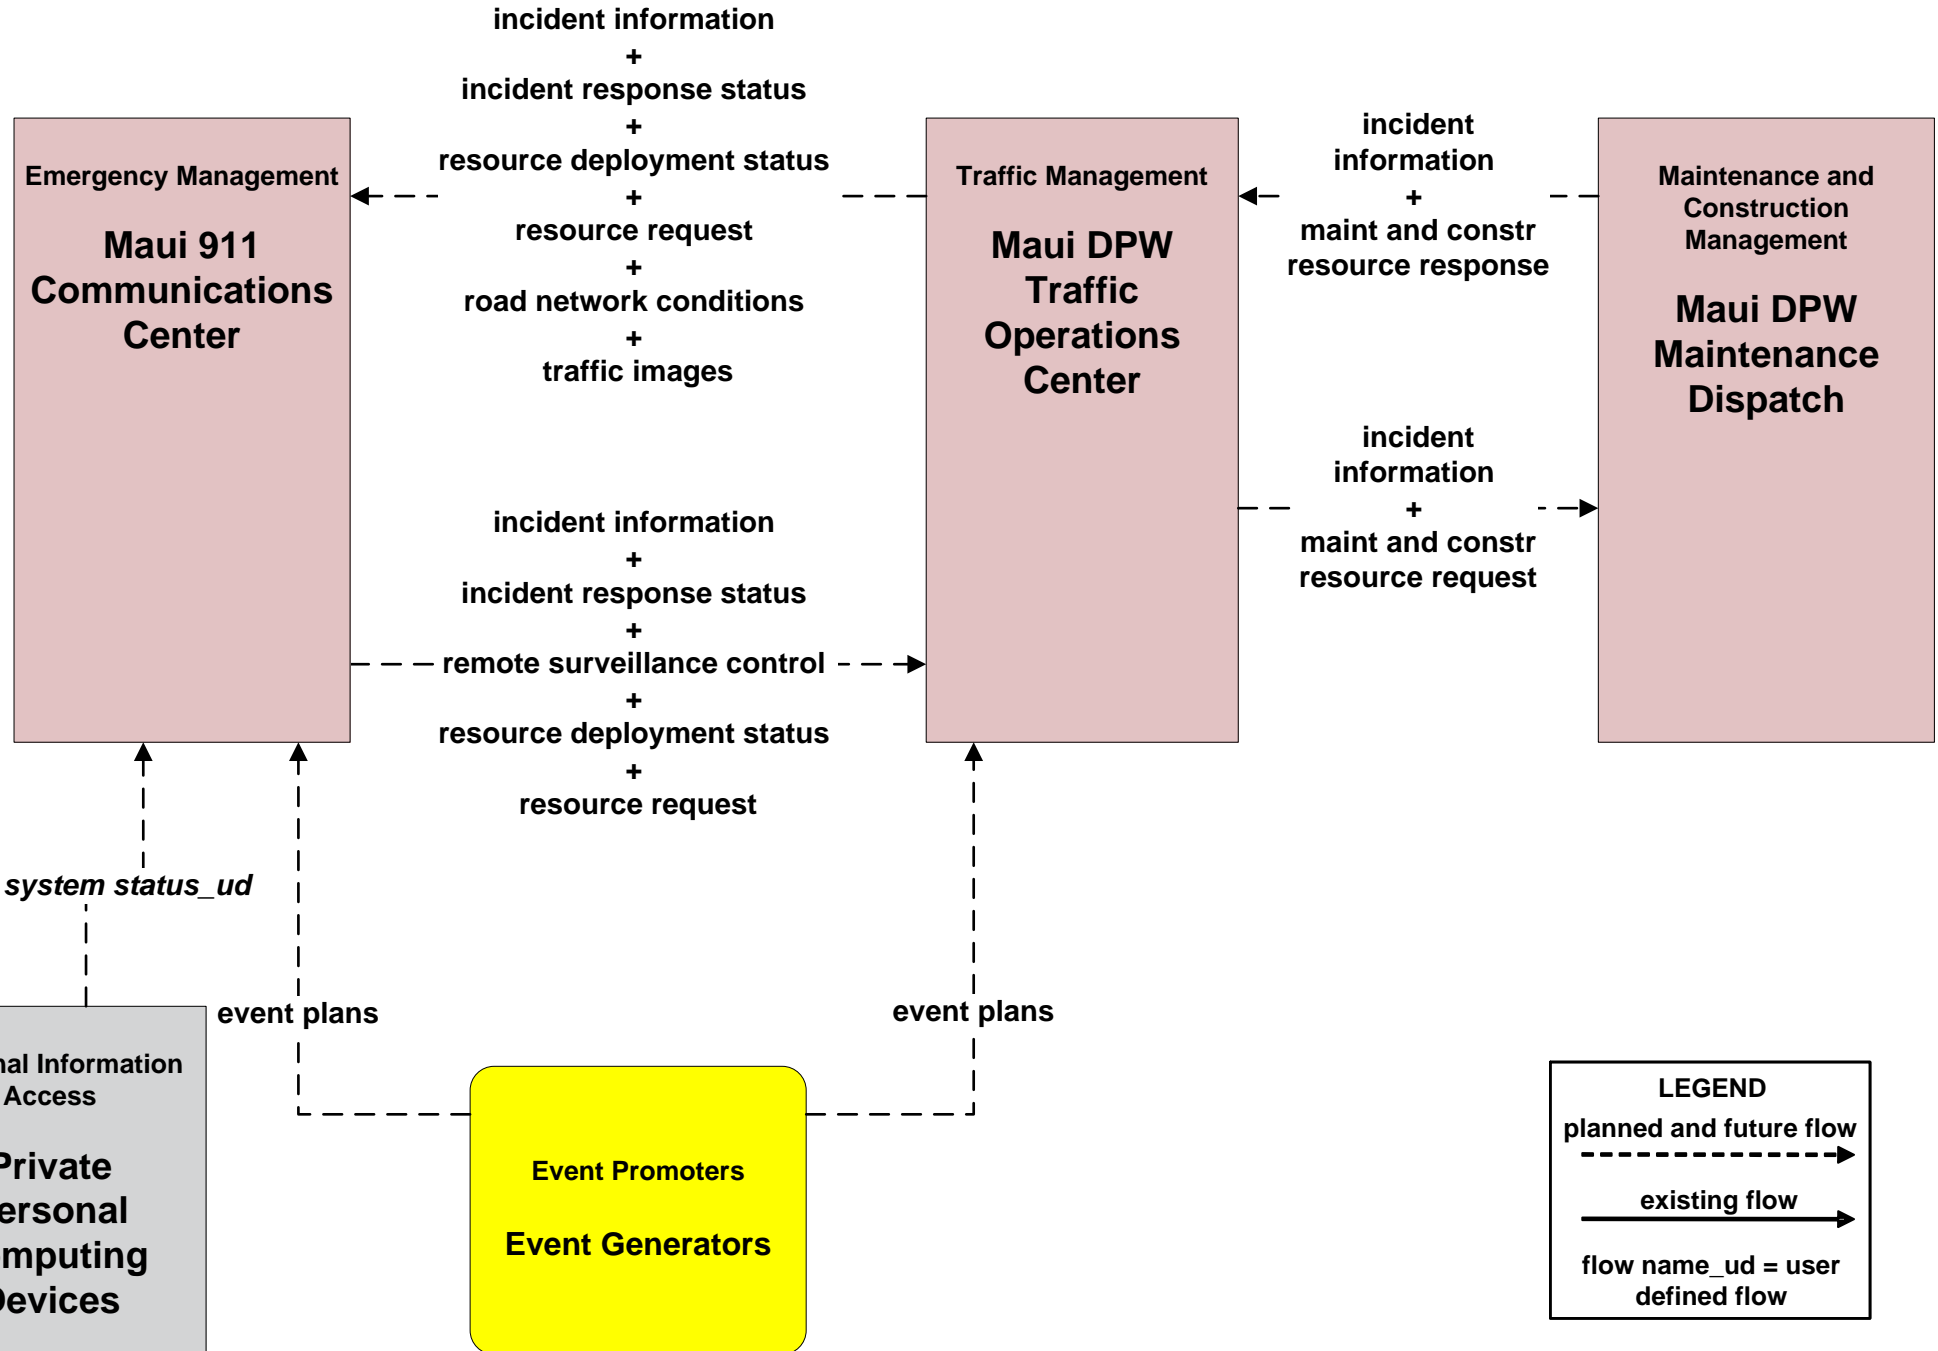 incident information
+
incident response status
+
resource deployment status
+
resource request
+
road network conditions
+
traffic images
Emergency Management
Maui 911
Communications
Center
Traffic Management
Maui DPW
Traffic
Operations
Center
incident
information
+
maint and constr
resource response
Maintenance and
Construction
Management
Maui DPW
Maintenance
Dispatch
incident
information
+
maint and constr
resource request
incident information
+
incident response status
+
remote surveillance control
+
resource deployment status
+
resource request
system status_ud
event plans
event plans
Information
Access
Private
Devices
Event Promoters
Event Generators
LEGEND
planned and future flow
existing flow
flow name_ud = user
defined flow